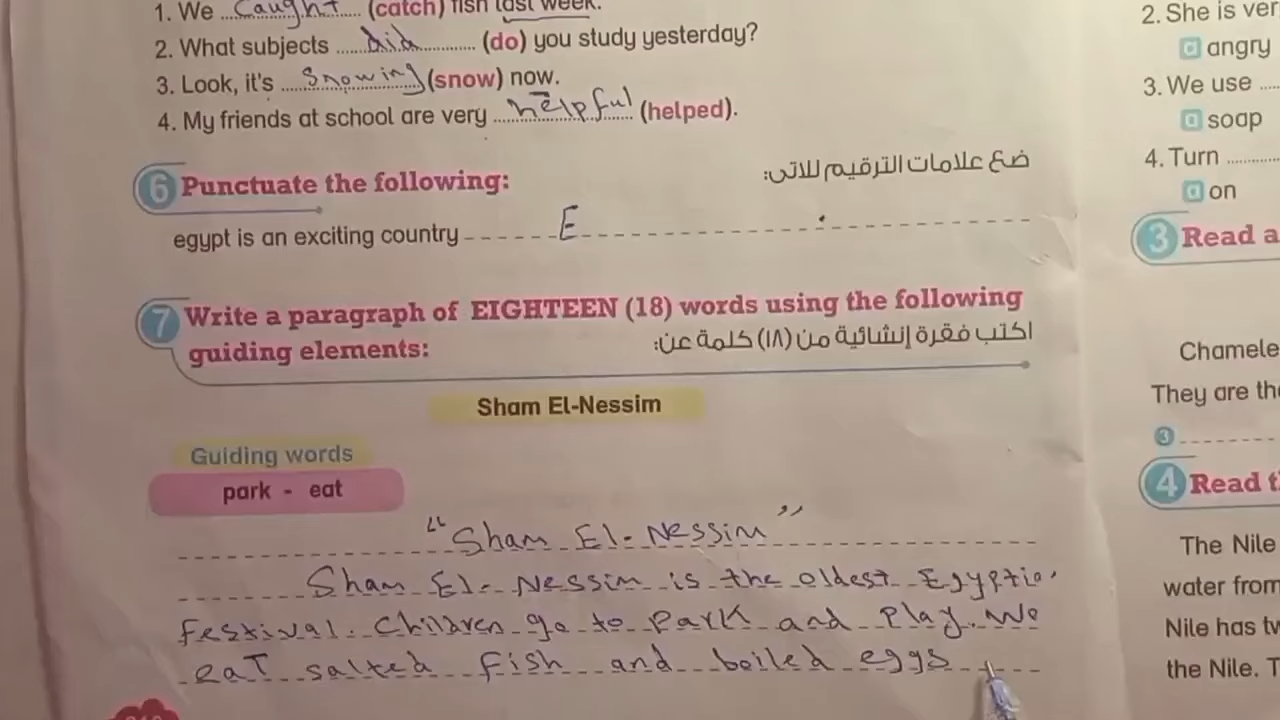 1. We caught (catch) fish last week.
2. What subjects did (do) you study yesterday?
3. Look, it's snowing (snow) now.
4. My friends at school are very helpful (helped).
6 Punctuate the following:
ضع علامات الترقيم للآتى:
egypt is an exciting country E .
7 Write a paragraph of EIGHTEEN (18) words using the following
guiding elements:
اكتب فقرة إنشائية من (١٨) كلمة عن:
Sham El-Nessim
Guiding words
park - eat
"Sham El-Nessim"
Sham El-Nessim is the oldest
festival. Children go to Park and Play. We
eat salted fish and boiled eggs
2. She is
a angry
3. We use
a soap
4. Turn
a on
3 Read
They are
3
4 Read
The Nile
water from
Nile has
the Nile.